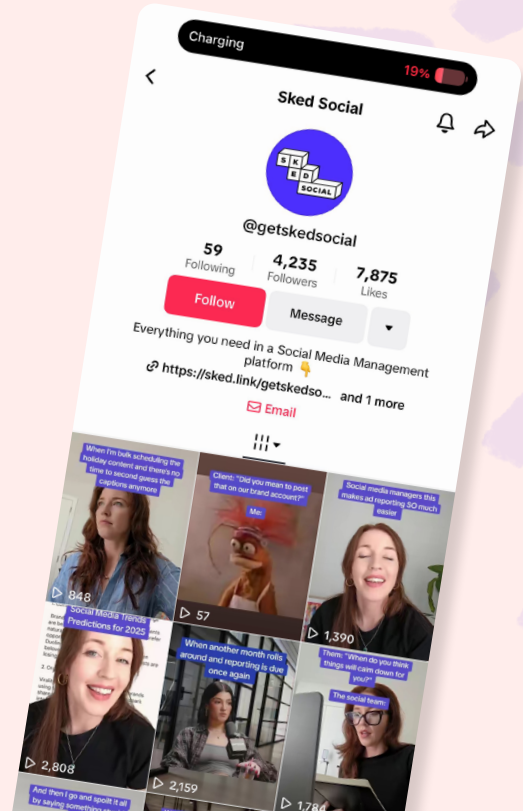 Charging
19%
Sked Social
SK
ED
SOCIAL
@getskedsocial
59
Following
4,235
Followers
7,875
Likes
Follow
Message
Everything you need in a Social Media Management
platform 👇
https://sked.link/getskedso... and 1 more
Email
When I'm bulk scheduling the
holiday content and there's no
time to second guess the
captions anymore
848
Client: "Did you mean to post
that on our brand account?"
Me:
57
Social media managers this
makes ad reporting SO much
easier
1,390
Social Media Trends
Predictions for 2025
2,808
When another month rolls
around and reporting is due
once again
2,159
Them: "When do you think
things will calm down for
you?"
The social team:
1,784
And then I go and spoilt it all
by saying something